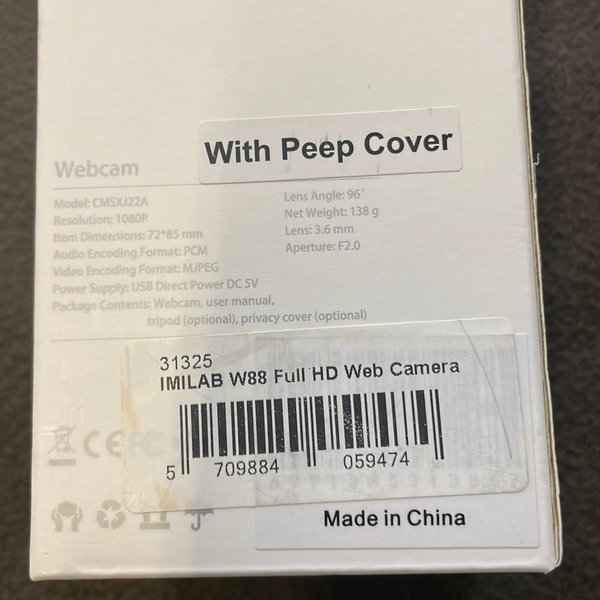 With Peep Cover
Webcam
Model: CMSXJ22A
Resolution: 1080P
Item Dimensions: 72*85 mm
Audio Encoding Format: PCM
Video Encoding Format: MJPEG
Power Supply: USB Direct Power DC 5V
Package Contents: Webcam, user manual,
tripod (optional), privacy cover (optional)
Lens Angle: 96°
Net Weight: 138 g
Lens: 3.6 mm
Aperture: F2.0
31325
IMILAB W88 Full HD Web Camera
5 709884 059474
CE FC
Made in China